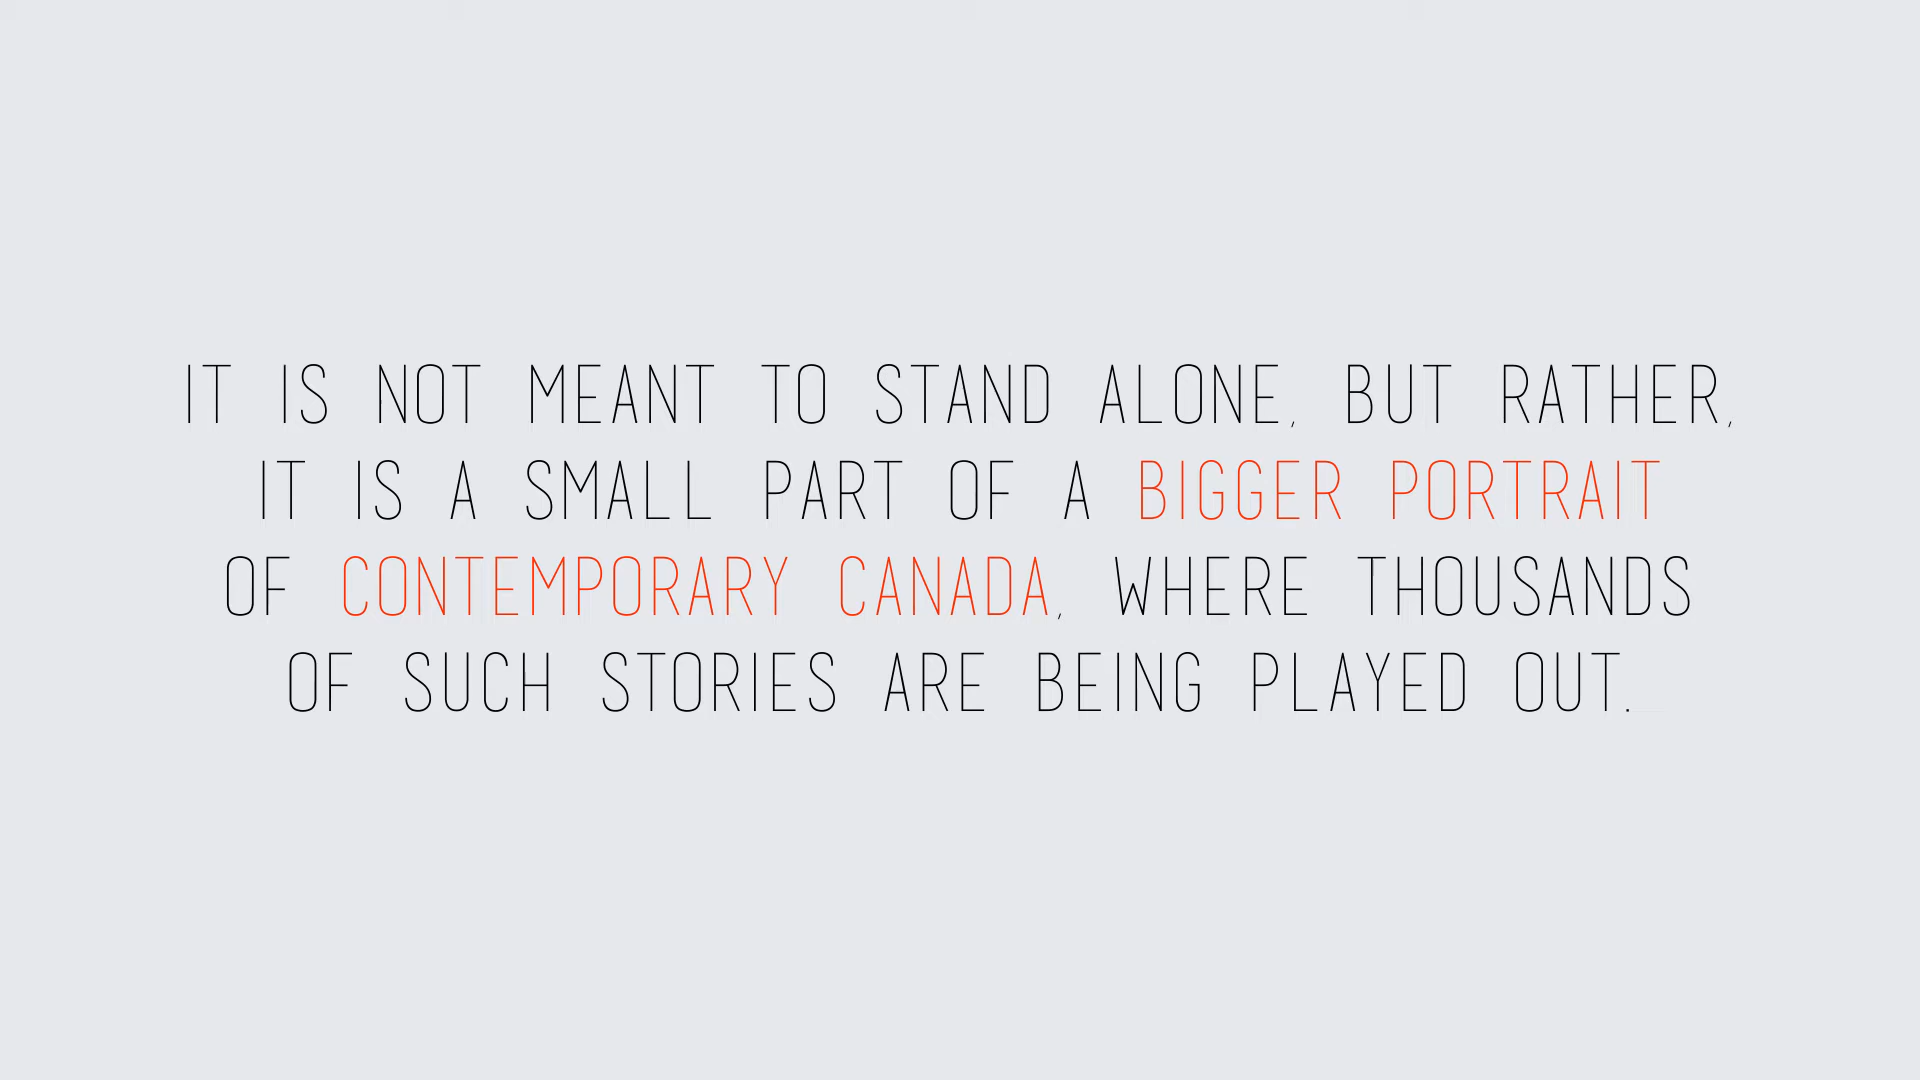 IT IS NOT MEANT TO STAND ALONE, BUT RATHER,
IT IS A SMALL PART OF A BIGGER PORTRAIT
OF CONTEMPORARY CANADA, WHERE THOUSANDS
OF SUCH STORIES ARE BEING PLAYED OUT.